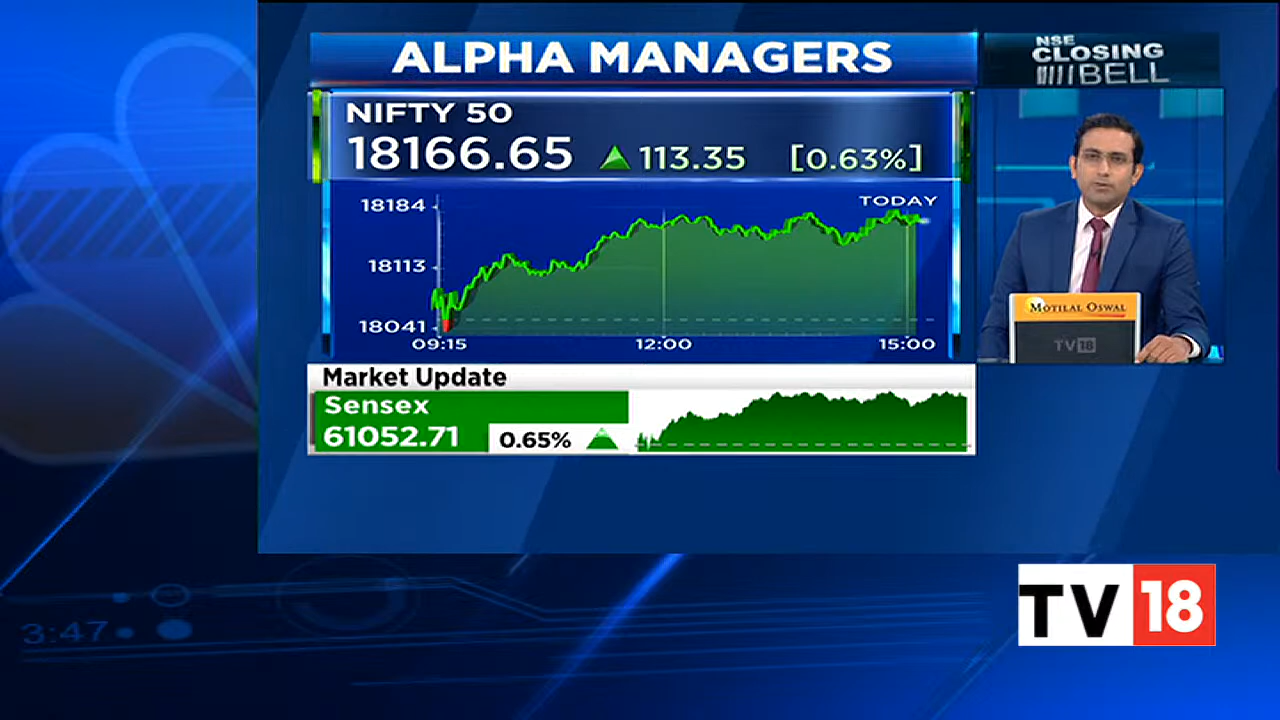 ALPHA MANAGERS
NSE
CLOSING
BELL
NIFTY 50
18166.65 113.35 [0.63%]
TODAY
18184
18113
18041
09:15 12:00 15:00
MOTILAL OSWAL
TV18
Market Update
Sensex
61052.71 0.65%
TV18
3:47